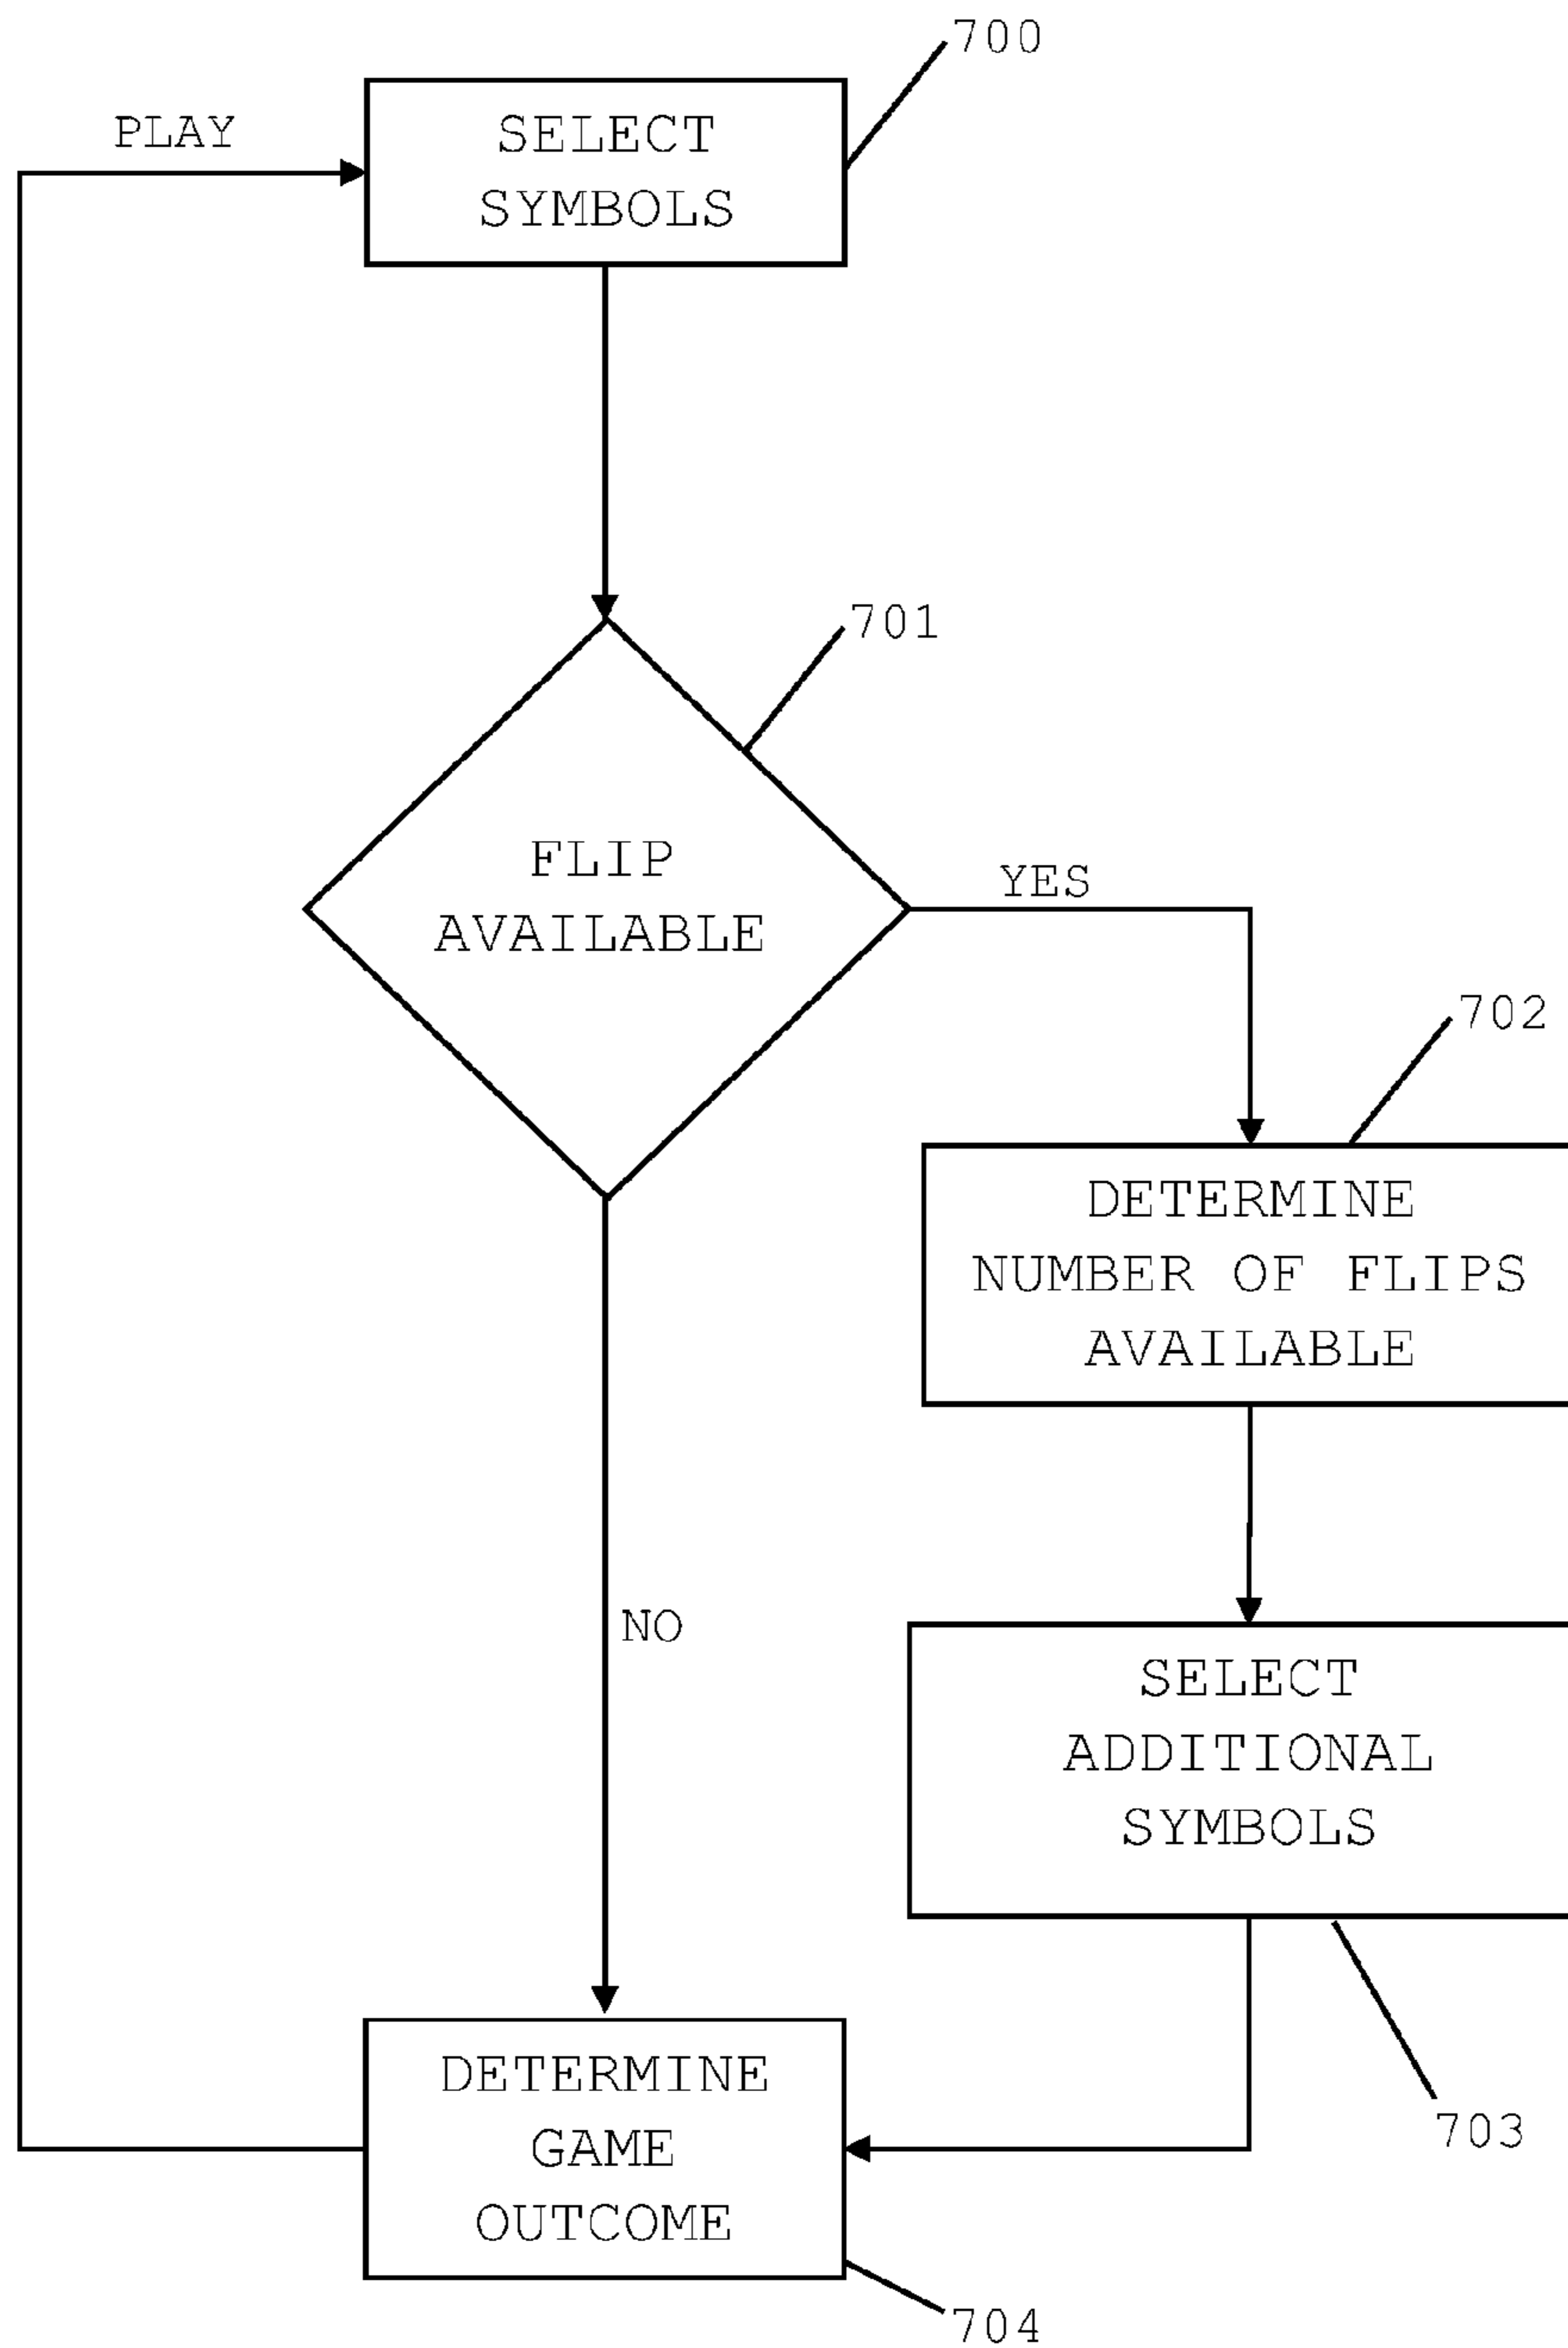 700
PLAY
SELECT
SYMBOLS
701
FLIP
AVAILABLE
YES
702
DETERMINE
NUMBER OF FLIPS
AVAILABLE
NO
SELECT
ADDITIONAL
SYMBOLS
703
DETERMINE
GAME
OUTCOME
704